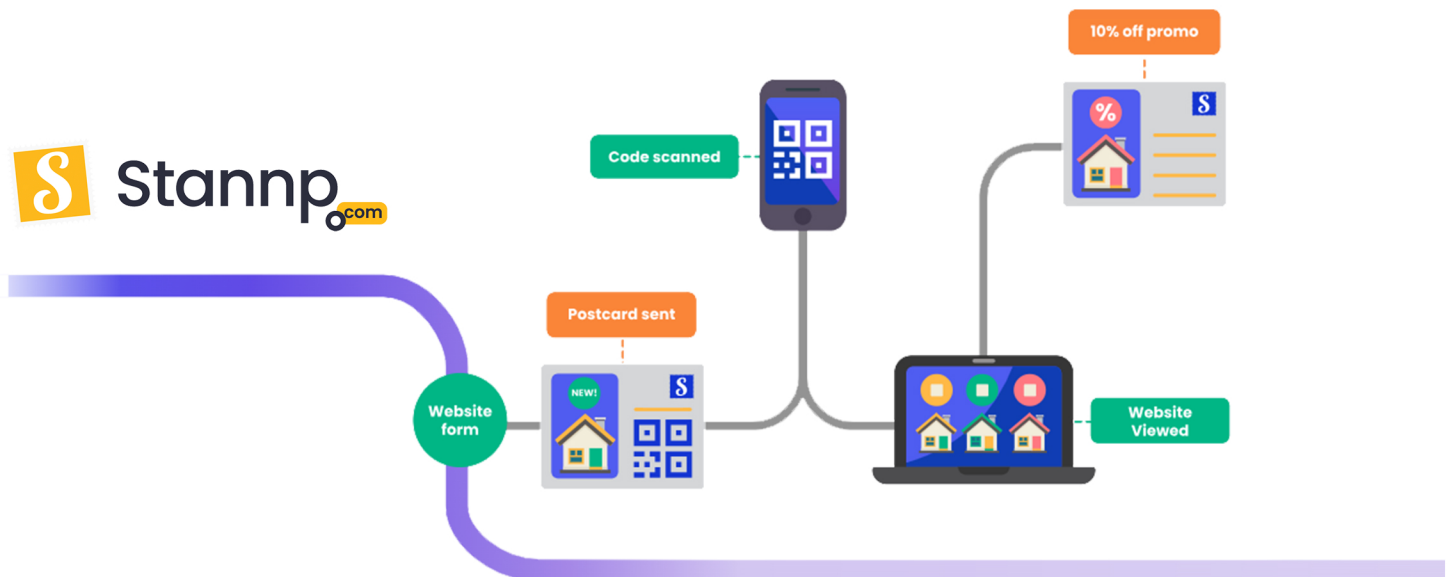 10% off promo
Code scanned
S
S
Stannp
.com
Postcard sent
%
NEW!
S
Website
form
Website
Viewed